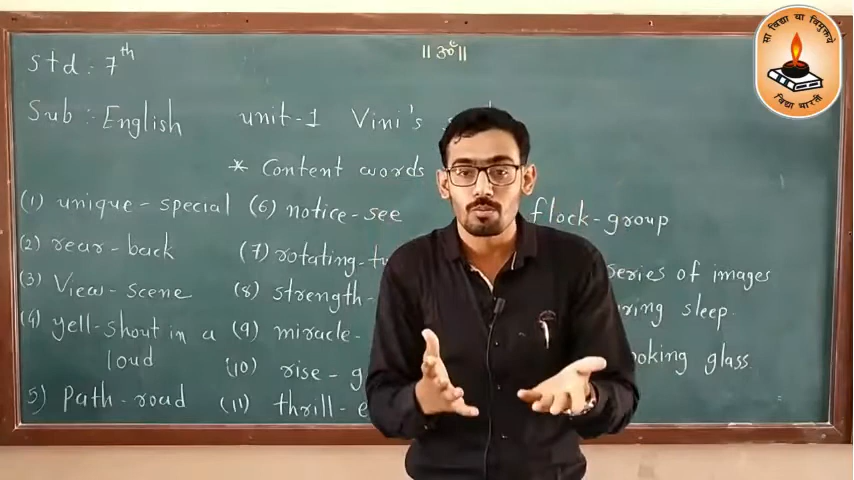 || ॐ ||
Std : 7th
Sub : English unit-1 Vini's
* Content words
(1) unique - special
(2) rear - back
(3) View - scene
(4) yell - shout in a
loud
5) path - road
(6) notice - see
(7) rotating -
(8) strength -
(9) miracle -
(10) rise -
(11) thrill -
flock - group
series of images
sleep.
glass
मा विद्या या विमुक्तये
विद्या भारती